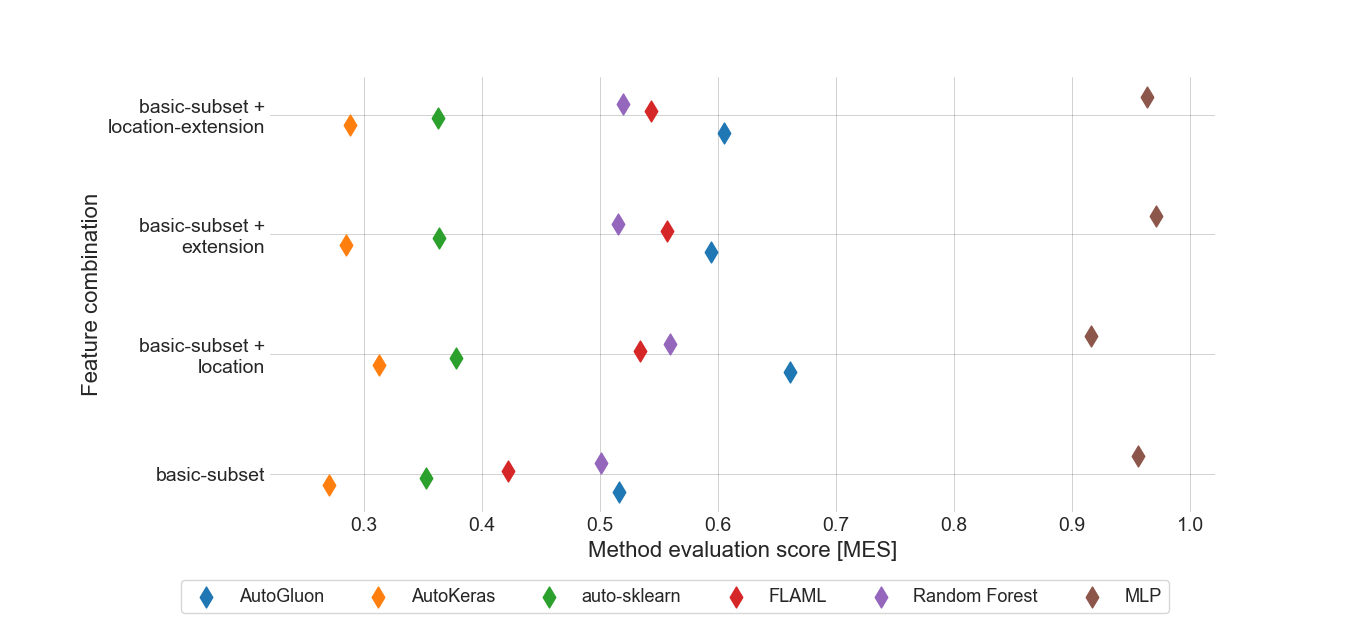 basic-subset +
location-extension
basic-subset +
extension
basic-subset +
location
basic-subset
Feature combination
0.3 0.4 0.5 0.6 0.7 0.8 0.9 1.0
Method evaluation score [MES]
AutoGluon AutoKeras auto-sklearn FLAML Random Forest MLP